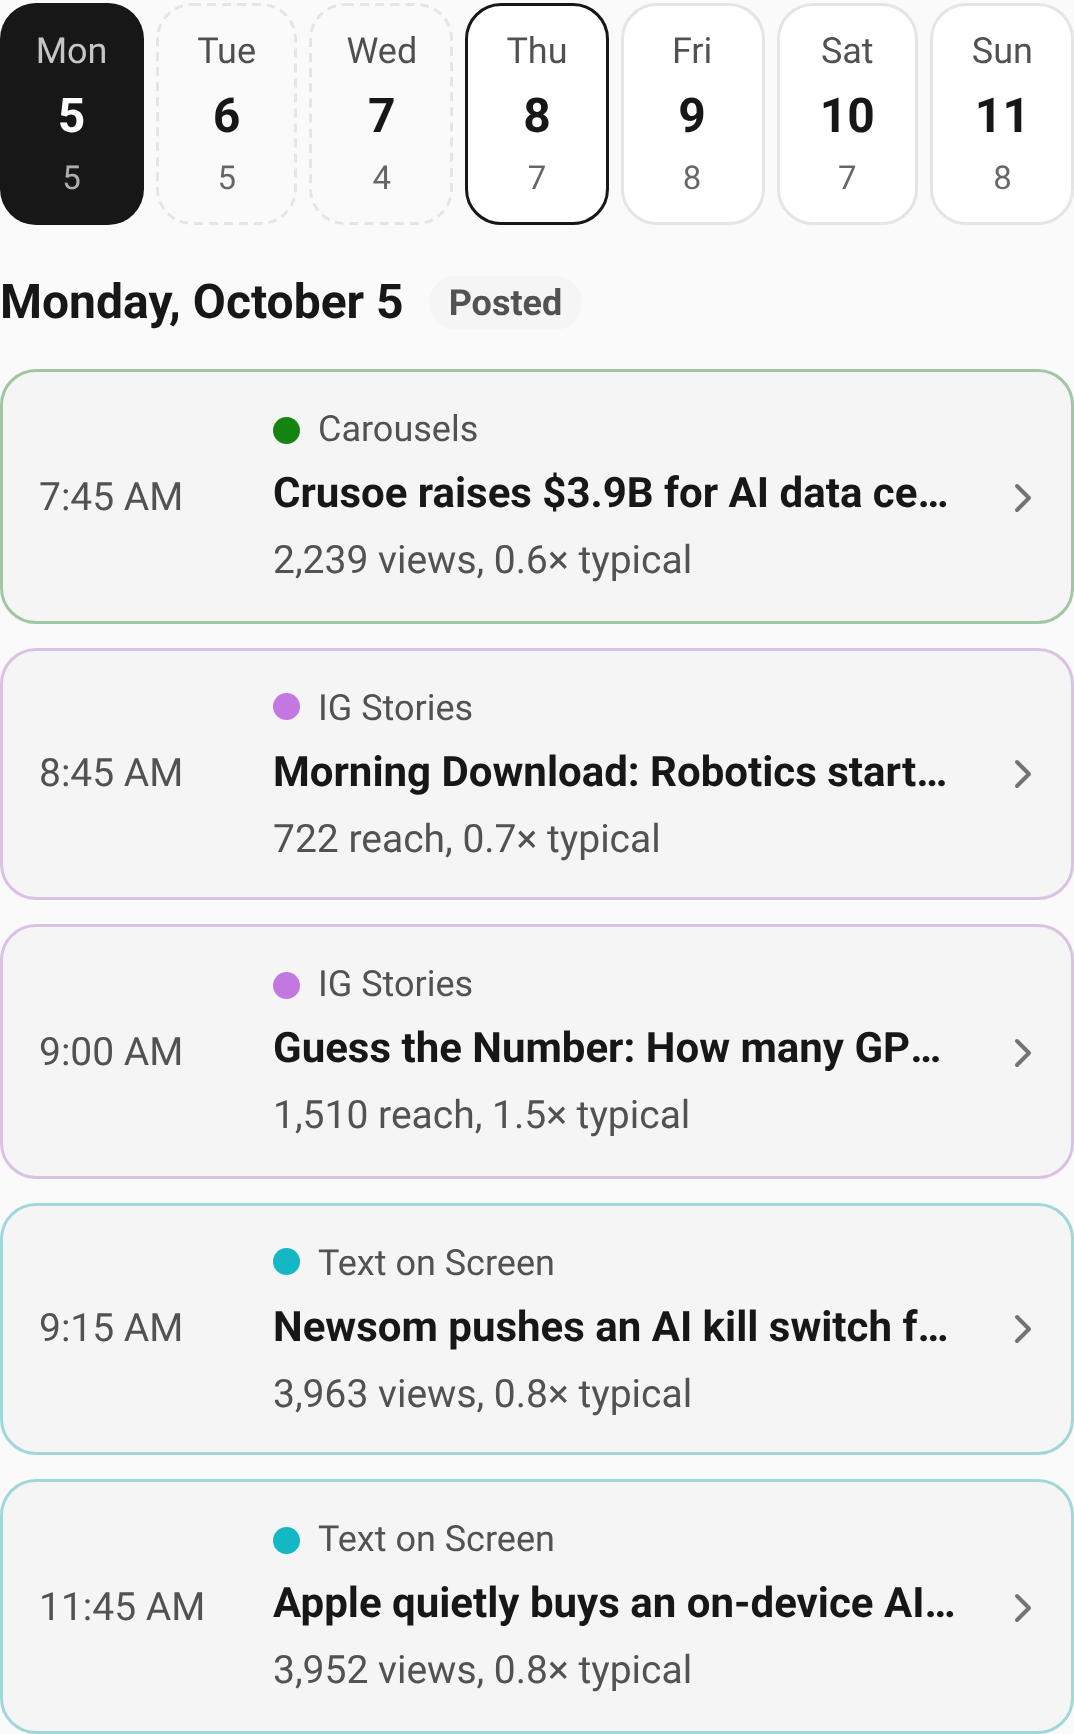 Mon Tue Wed Thu Fri Sat Sun
5 6 7 8 9 10 11
5 5 4 7 8 7 8
Monday, October 5 Posted
Carousels
7:45 AM
Crusoe raises $3.9B for AI data ce...
2,239 views, 0.6× typical
IG Stories
8:45 AM
Morning Download: Robotics start...
722 reach, 0.7× typical
IG Stories
9:00 AM
Guess the Number: How many GP...
1,510 reach, 1.5× typical
Text on Screen
9:15 AM
Newsom pushes an AI kill switch f...
3,963 views, 0.8× typical
Text on Screen
11:45 AM
Apple quietly buys an on-device AI...
3,952 views, 0.8× typical